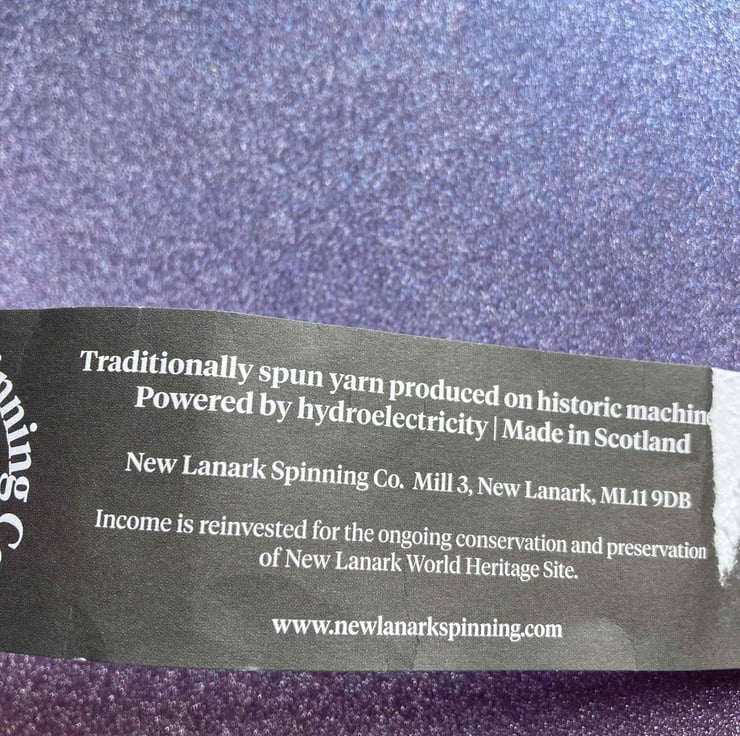 Traditionally spun yarn produced on historic machine
Powered by hydroelectricity | Made in Scotland
New Lanark Spinning Co. Mill 3, New Lanark, ML11 9DB
Income is reinvested for the ongoing conservation and preservation
of New Lanark World Heritage Site.
www.newlanarkspinning.com